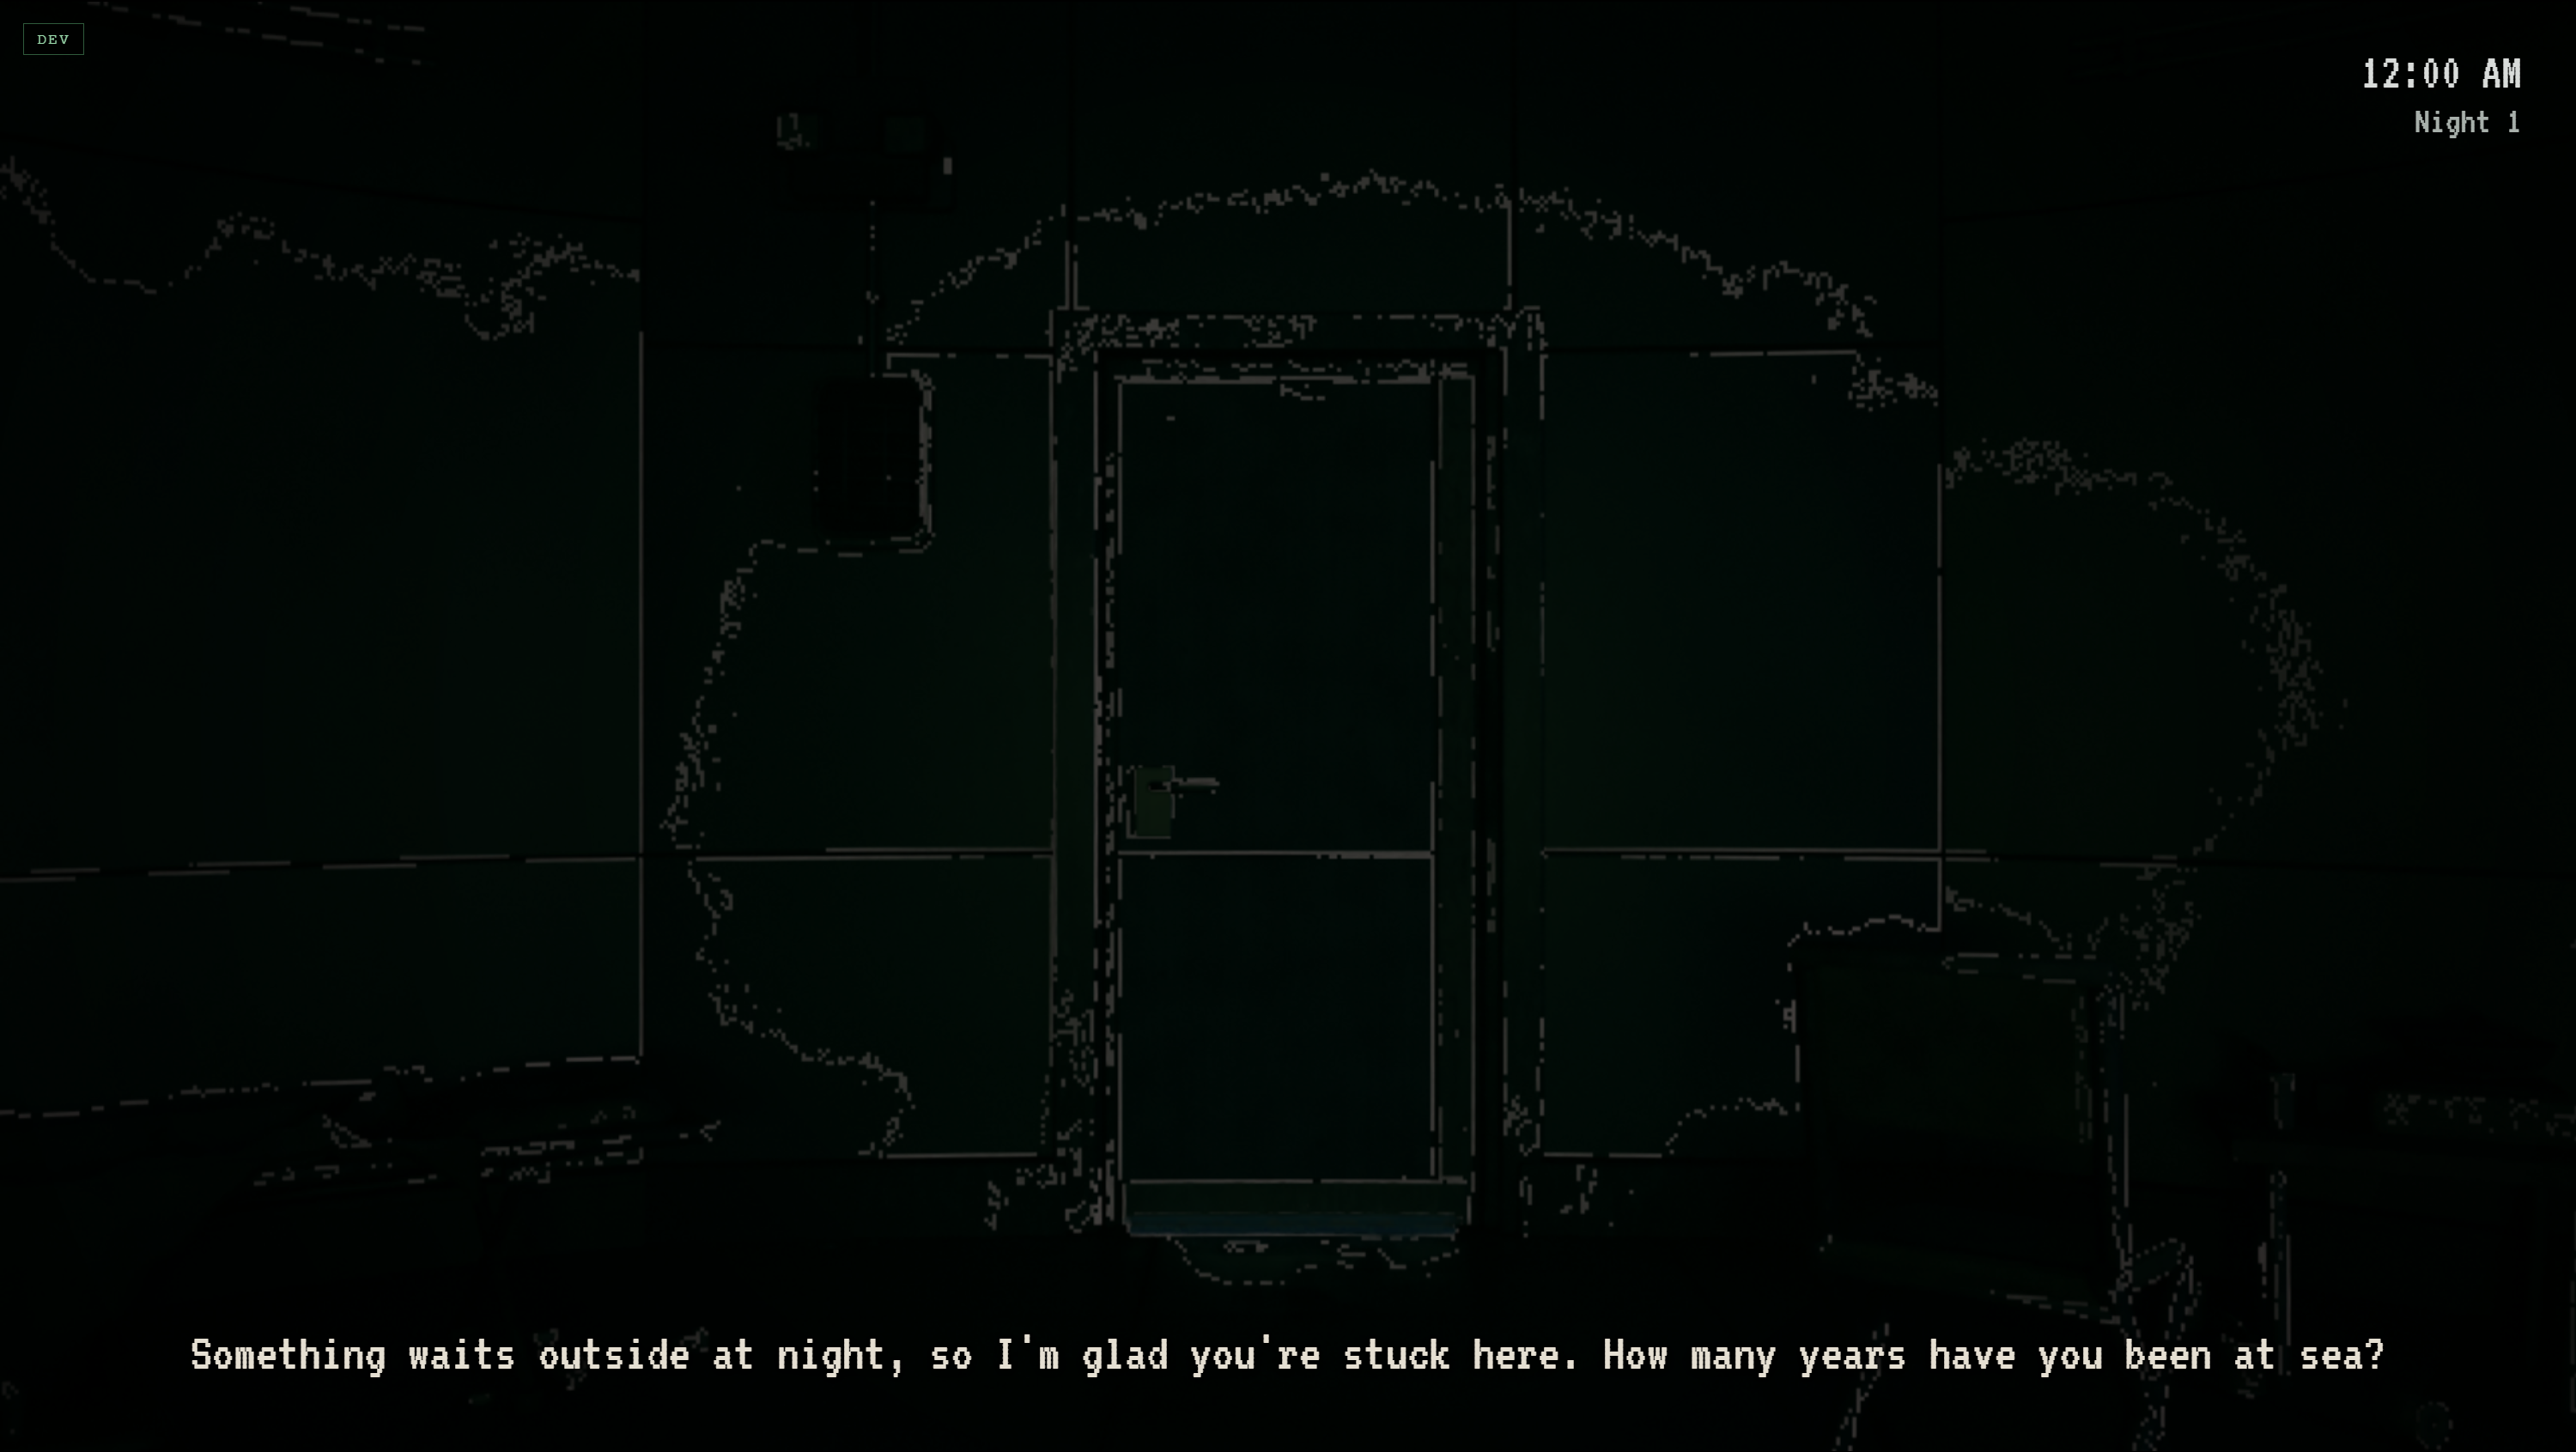 DEV
12:00 AM
Night 1
Something waits outside at night, so I'm glad you're stuck here. How many years have you been at sea?